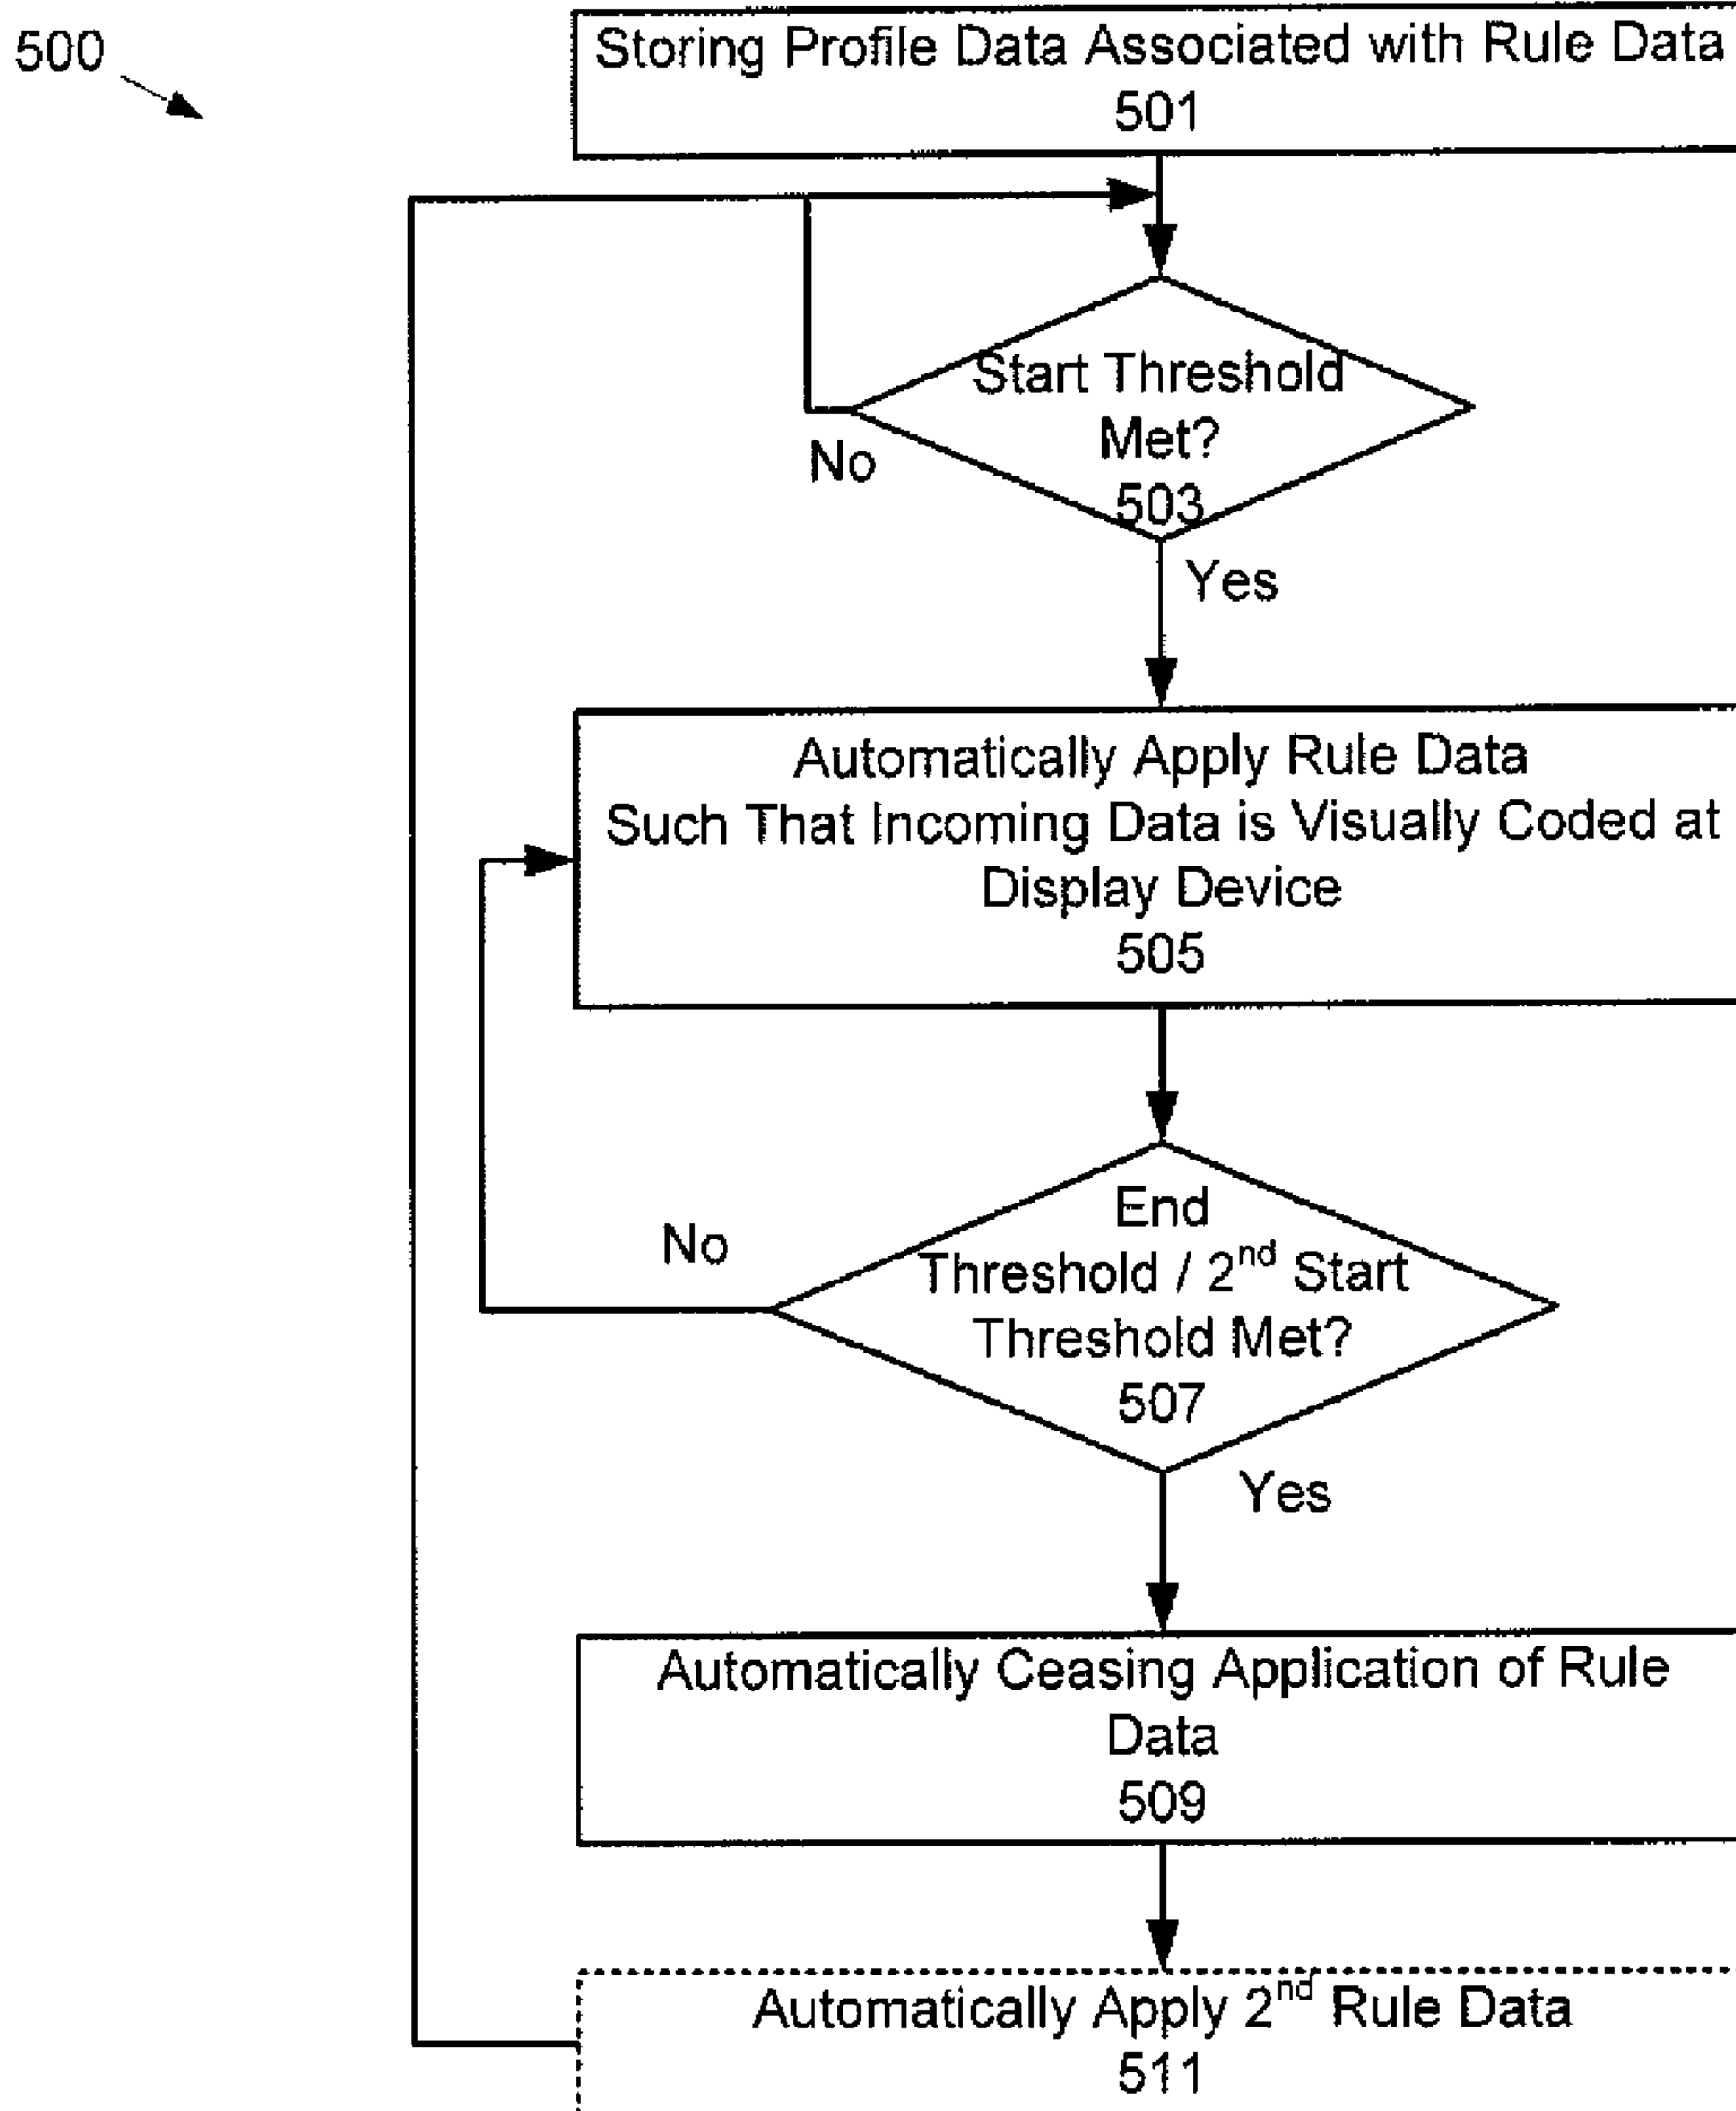 500
Storing Profile Data Associated with Rule Data
501
Start Threshold
Met?
503
No
Yes
Automatically Apply Rule Data
Such That Incoming Data is Visually Coded at
Display Device
505
End
Threshold / 2nd Start
Threshold Met?
507
No
Yes
Automatically Ceasing Application of Rule
Data
509
Automatically Apply 2nd Rule Data
511